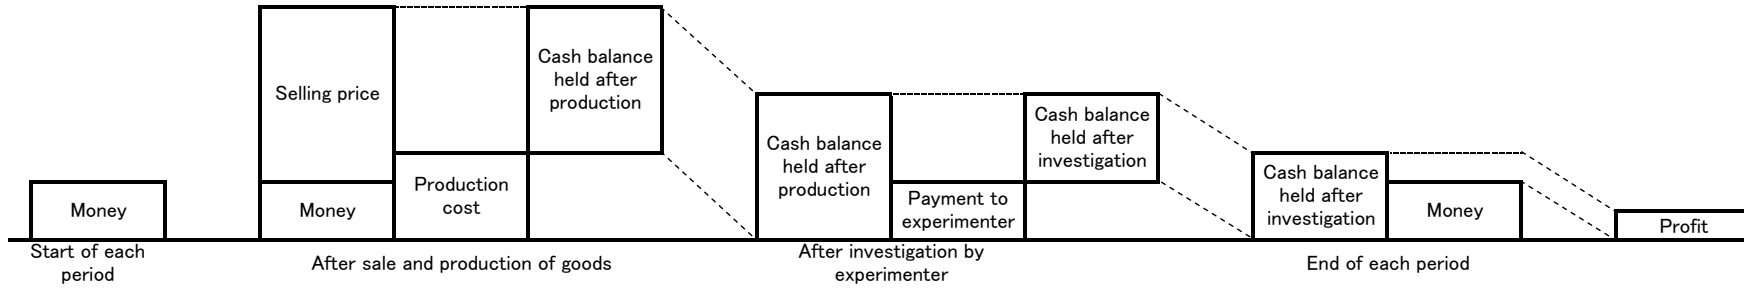 Money
Start of each
period
Selling price
Money
Production
cost
Cash balance
held after
production
After sale and production of goods
Cash balance
held after
production
Payment to
experimenter
Cash balance
held after
investigation
After investigation by
experimenter
Cash balance
held after
investigation
Money
End of each period
Profit